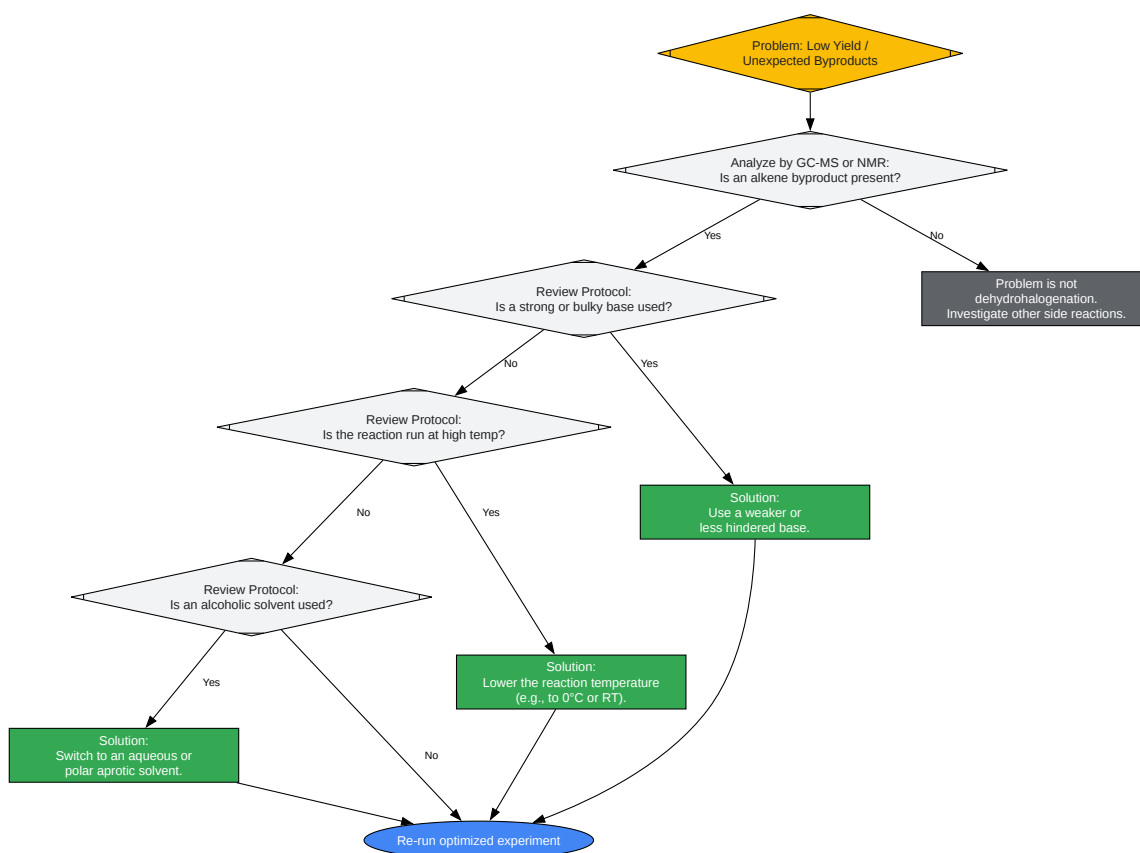 Problem: Low Yield /
Unexpected Byproducts
Analyze by GC-MS or NMR:
Is an alkene byproduct present?
Yes
No
Review Protocol:
Is a strong or bulky base used?
Problem is not
dehydrohalogenation.
Investigate other side reactions.
No
Yes
Review Protocol:
Is the reaction run at high temp?
No
Yes
Solution:
Use a weaker or
less hindered base.
Review Protocol:
Is an alcoholic solvent used?
Yes
No
Solution:
Lower the reaction temperature
(e.g., to 0°C or RT).
Solution:
Switch to an aqueous or
polar aprotic solvent.
Re-run optimized experiment